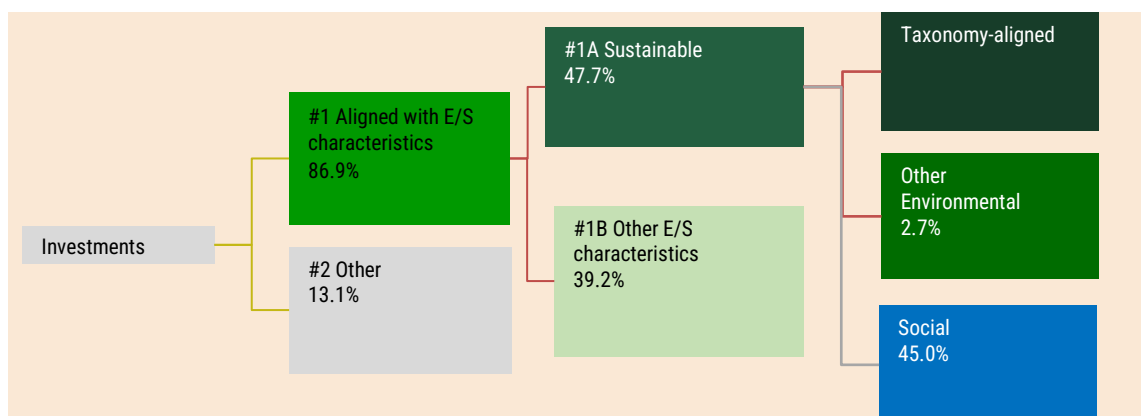 Investments
#1 Aligned with E/S
characteristics
86.9%
#2 Other
13.1%
#1A Sustainable
47.7%
#1B Other E/S
characteristics
39.2%
Taxonomy-aligned
Other
Environmental
2.7%
Social
45.0%